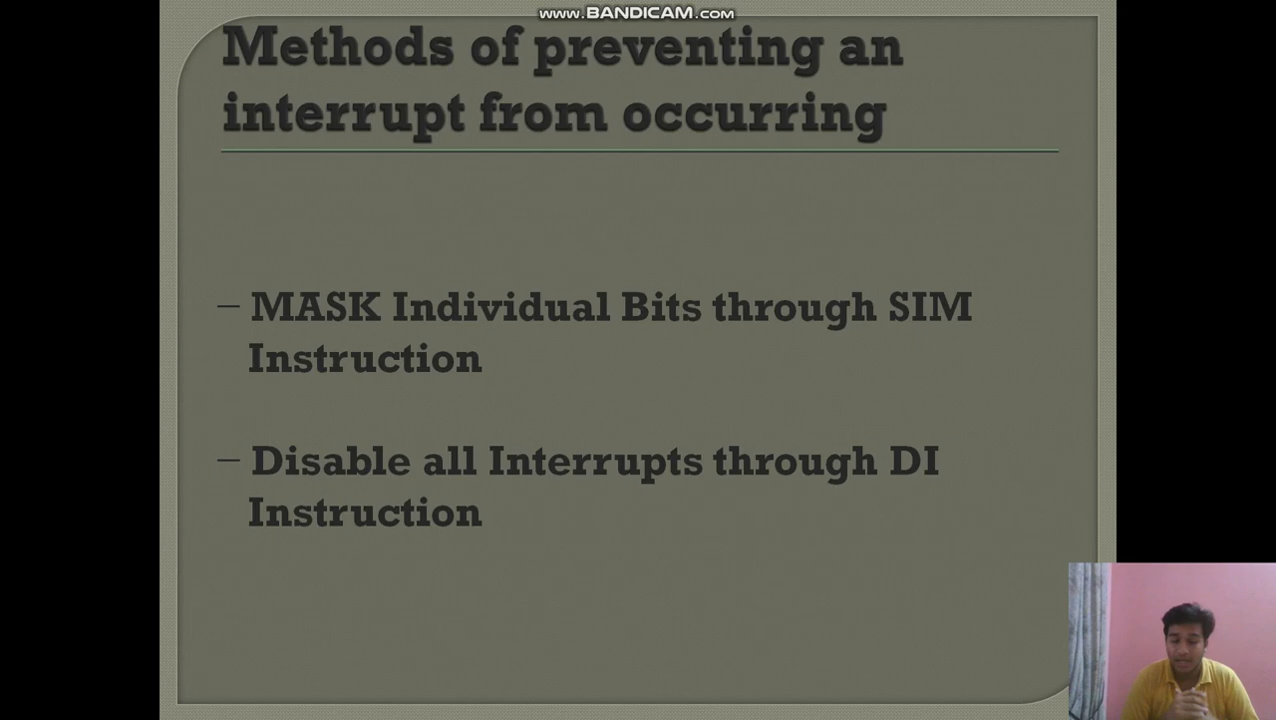 www.BANDICAM.com
Methods of preventing an
interrupt from occurring
– MASK Individual Bits through SIM
Instruction
– Disable all Interrupts through DI
Instruction